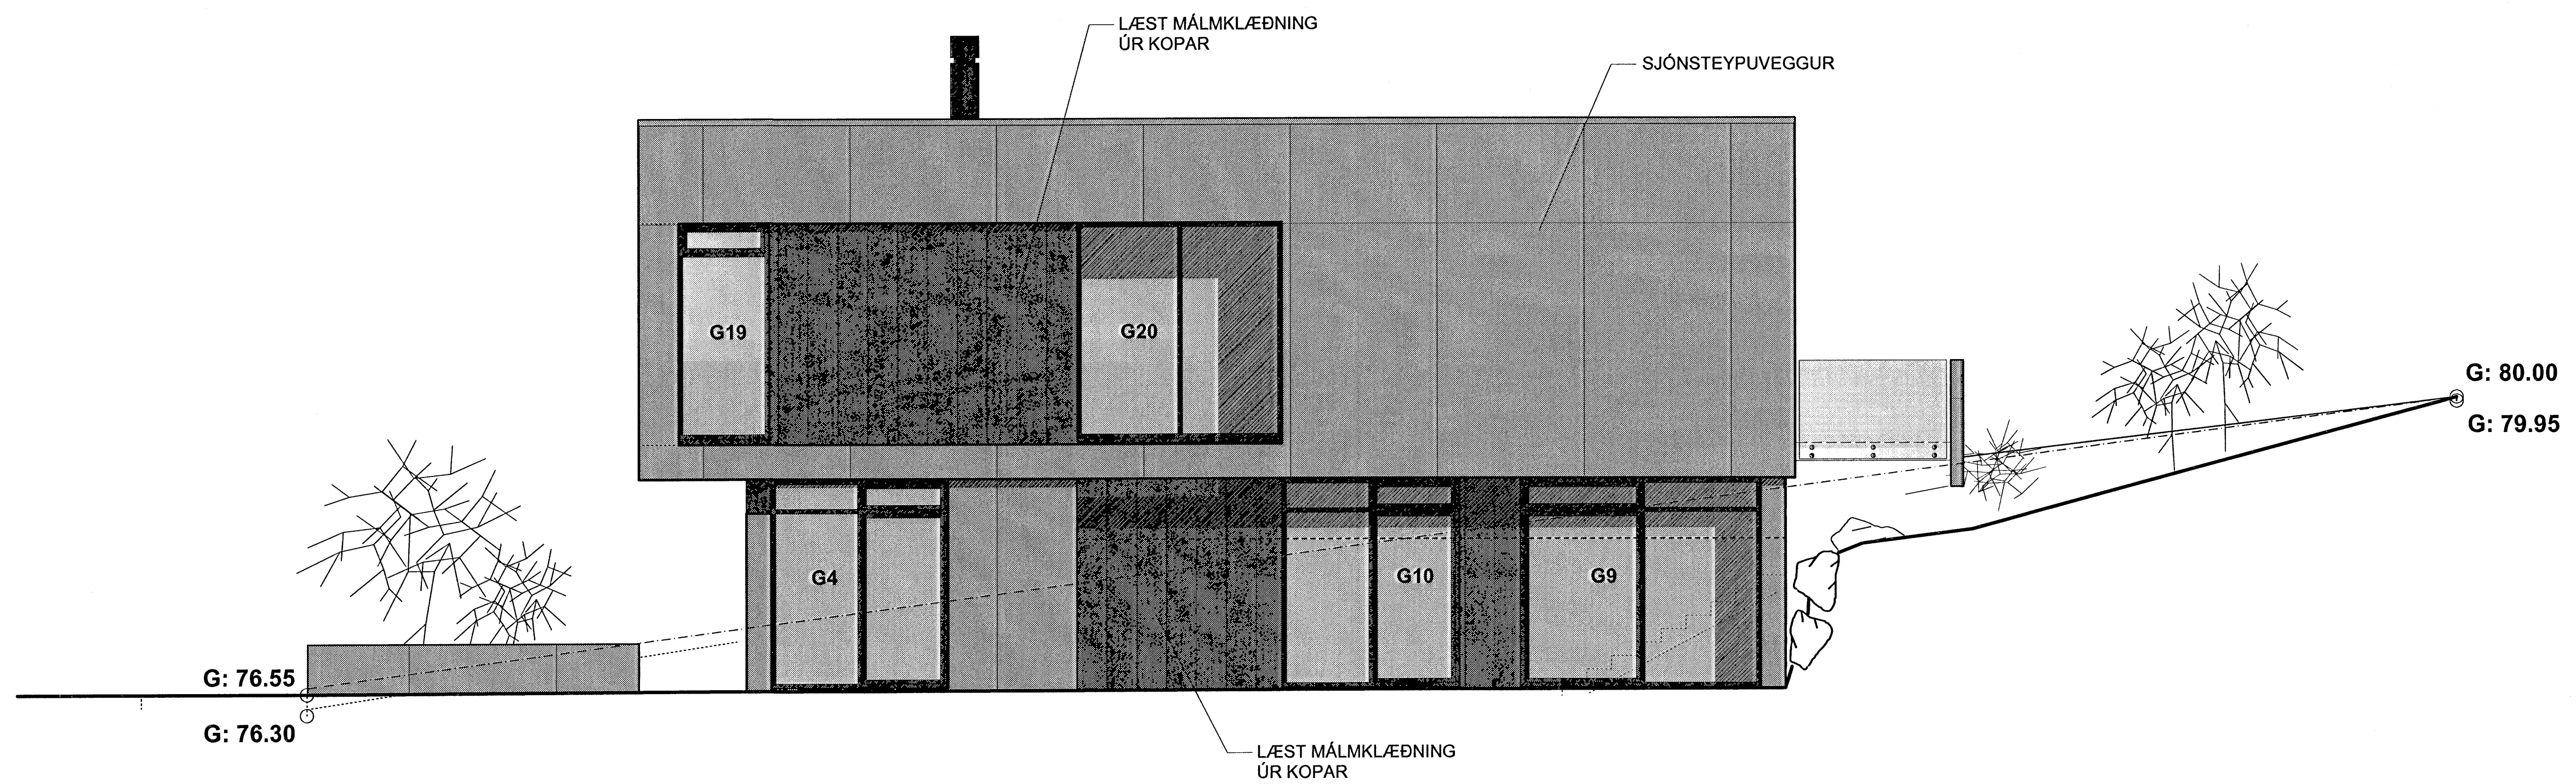 LÆST MÁLMKLÆÐNING
ÚR KOPAR
SJÓNSTEYPUVEGGUR
G19
G20
G: 80.00
G: 79.95
G4
G10
G9
G: 76.55
G: 76.30
LÆST MÁLMKLÆÐNING
ÚR KOPAR